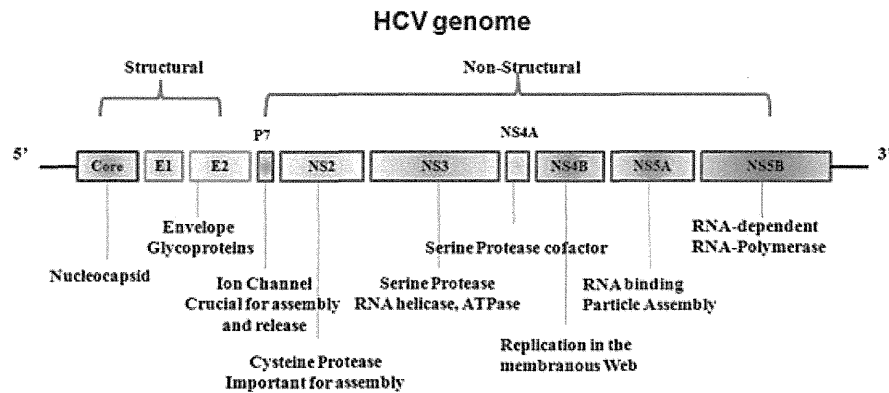 HCV genome
Structural
Non-Structural
P7
NS4A
5’
Core
E1
E2
NS2
NS3
NS4B
NS5A
NS5B
3’
Envelope
Glycoproteins
RNA-dependent
RNA-Polymerase
Serine Protease cofactor
Nucleocapsid
Ion Channel
Crucial for assembly
and release
Serine Protease
RNA helicase, ATPase
RNA binding
Particle Assembly
Replication in the
membranous Web
Cysteine Protease
Important for assembly